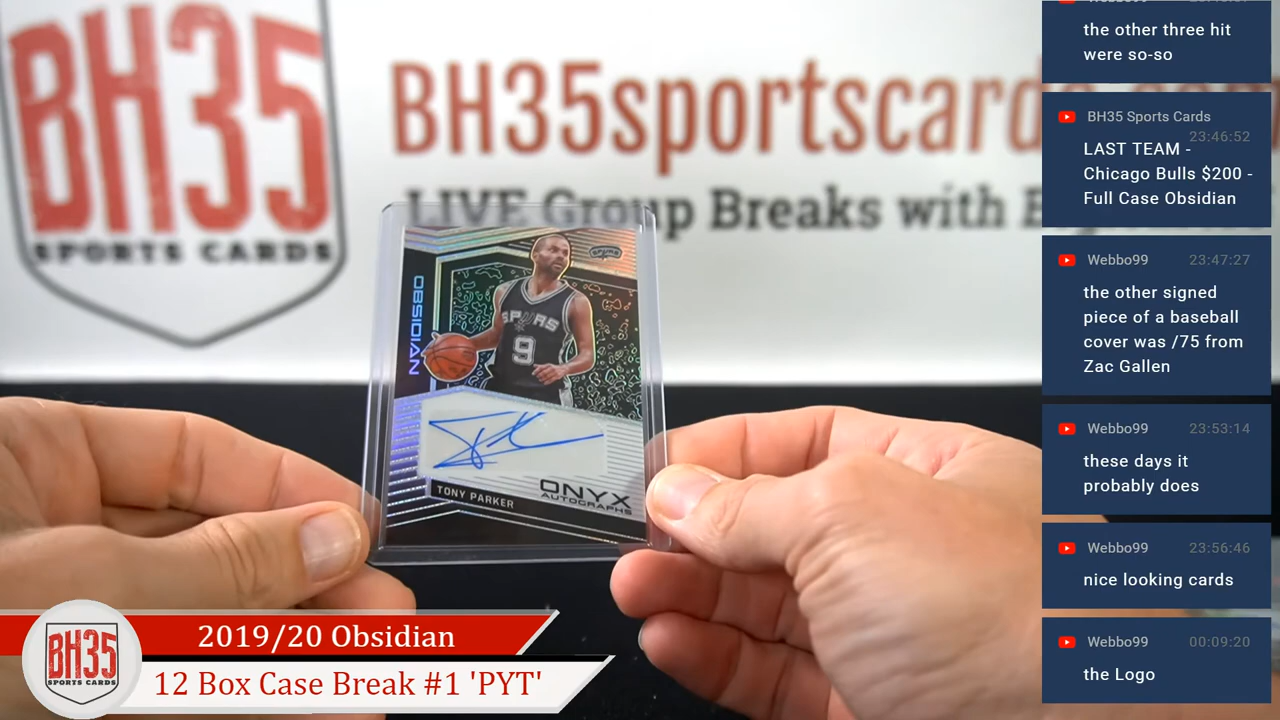 BH35
SPORTS CARDS
BH35sportscard
LIVE Group Breaks with
OBSIDIAN
SPURS
9
TONY PARKER
ONYX
AUTOGRAPHS
BH35
SPORTS CARDS
2019/20 Obsidian
12 Box Case Break #1 'PYT'
the other three hit
were so-so
BH35 Sports Cards
23:46:52
LAST TEAM -
Chicago Bulls $200 -
Full Case Obsidian
Webbo99 23:47:27
the other signed
piece of a baseball
cover was /75 from
Zac Gallen
Webbo99 23:53:14
these days it
probably does
Webbo99 23:56:46
nice looking cards
Webbo99 00:09:20
the Logo